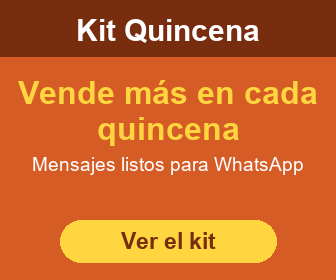 Kit Quincena
Vende más en cada
quincena
Mensajes listos para WhatsApp
Ver el kit